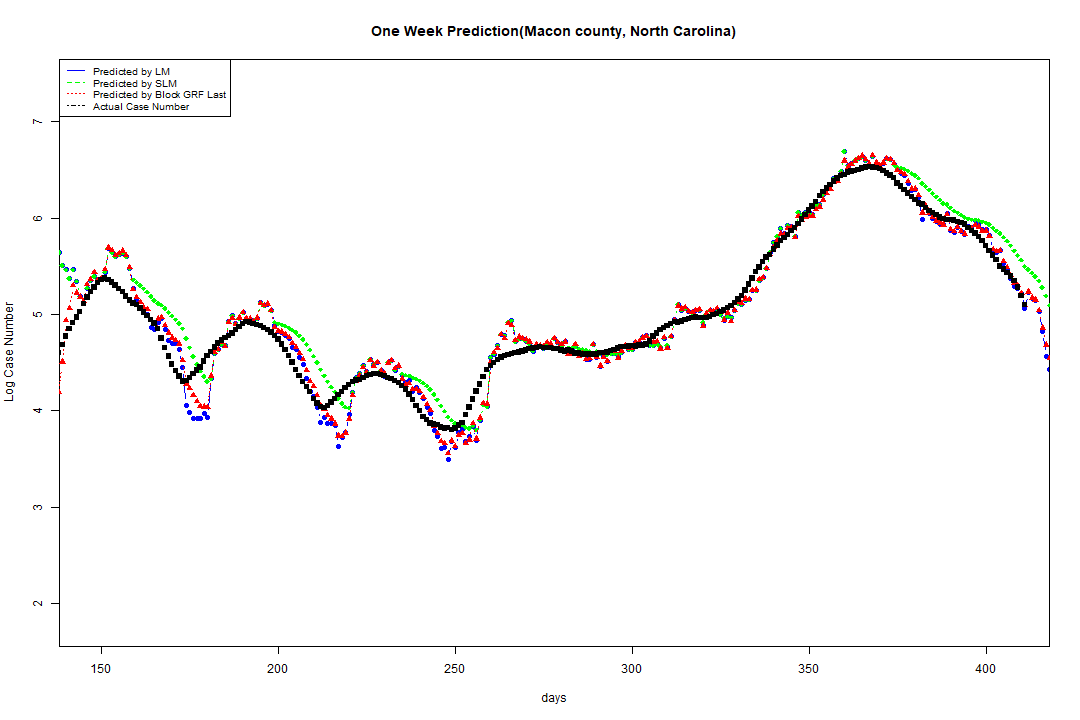 One Week Prediction(Macon county, North Carolina)
Predicted by LM
Predicted by SLM
Predicted by Block GRF Last
Actual Case Number
7
6
5
4
3
2
Log Case Number
150 200 250 300 350 400
days